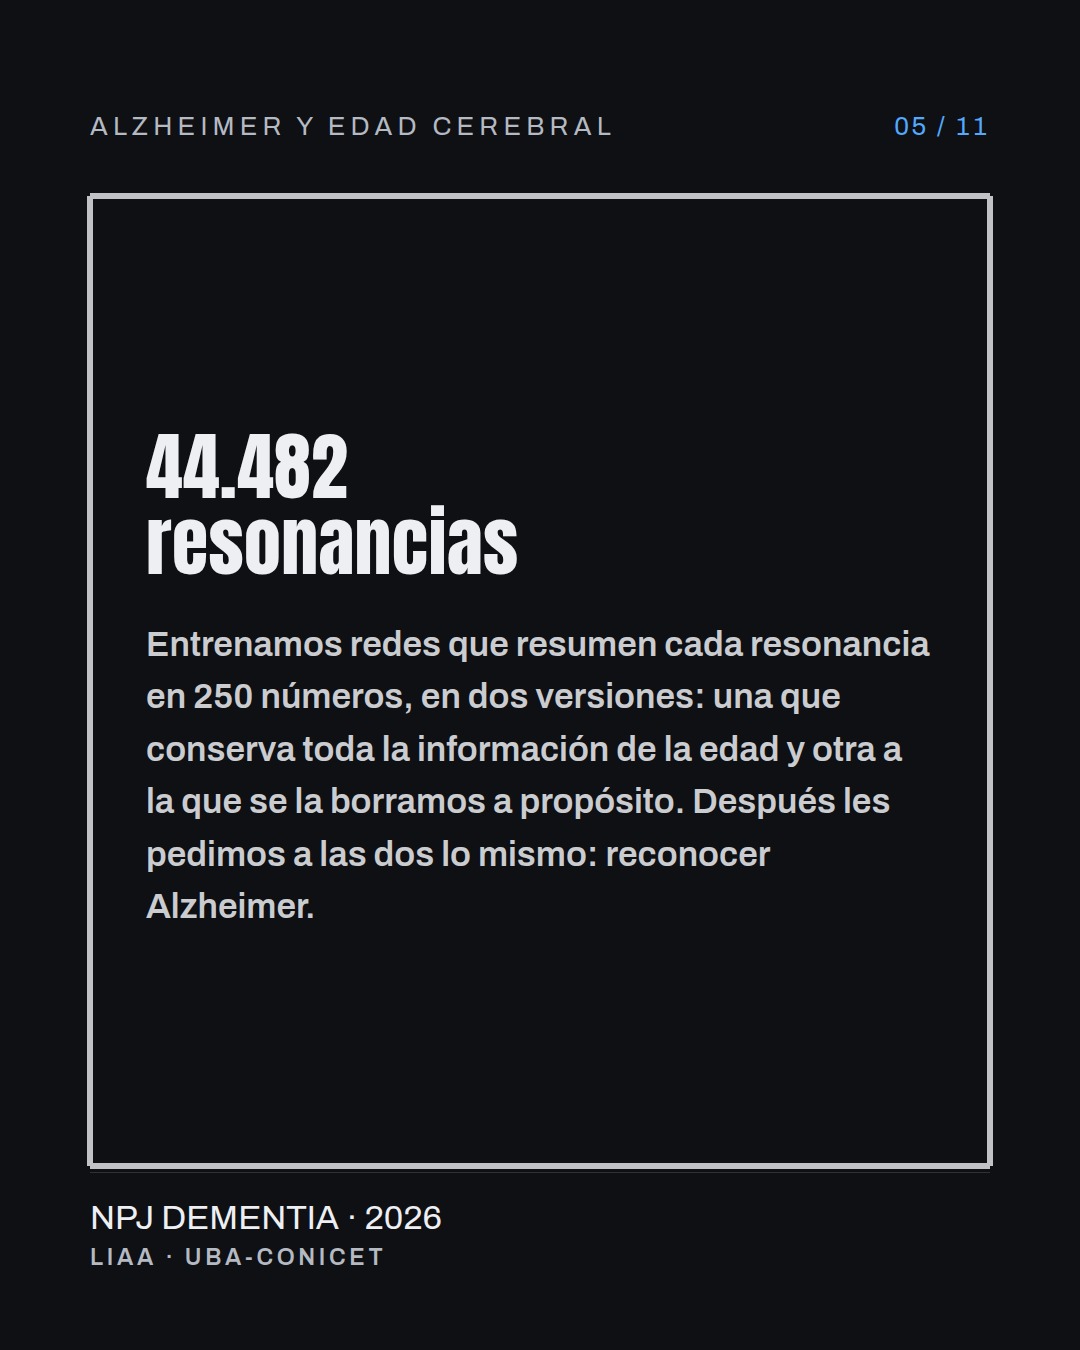 ALZHEIMER Y EDAD CEREBRAL
05 / 11
44.482
resonancias
Entrenamos redes que resumen cada resonancia
en 250 números, en dos versiones: una que
conserva toda la información de la edad y otra a
la que se la borramos a propósito. Después les
pedimos a las dos lo mismo: reconocer
Alzheimer.
NPJ DEMENTIA · 2026
LIAA · UBA-CONICET